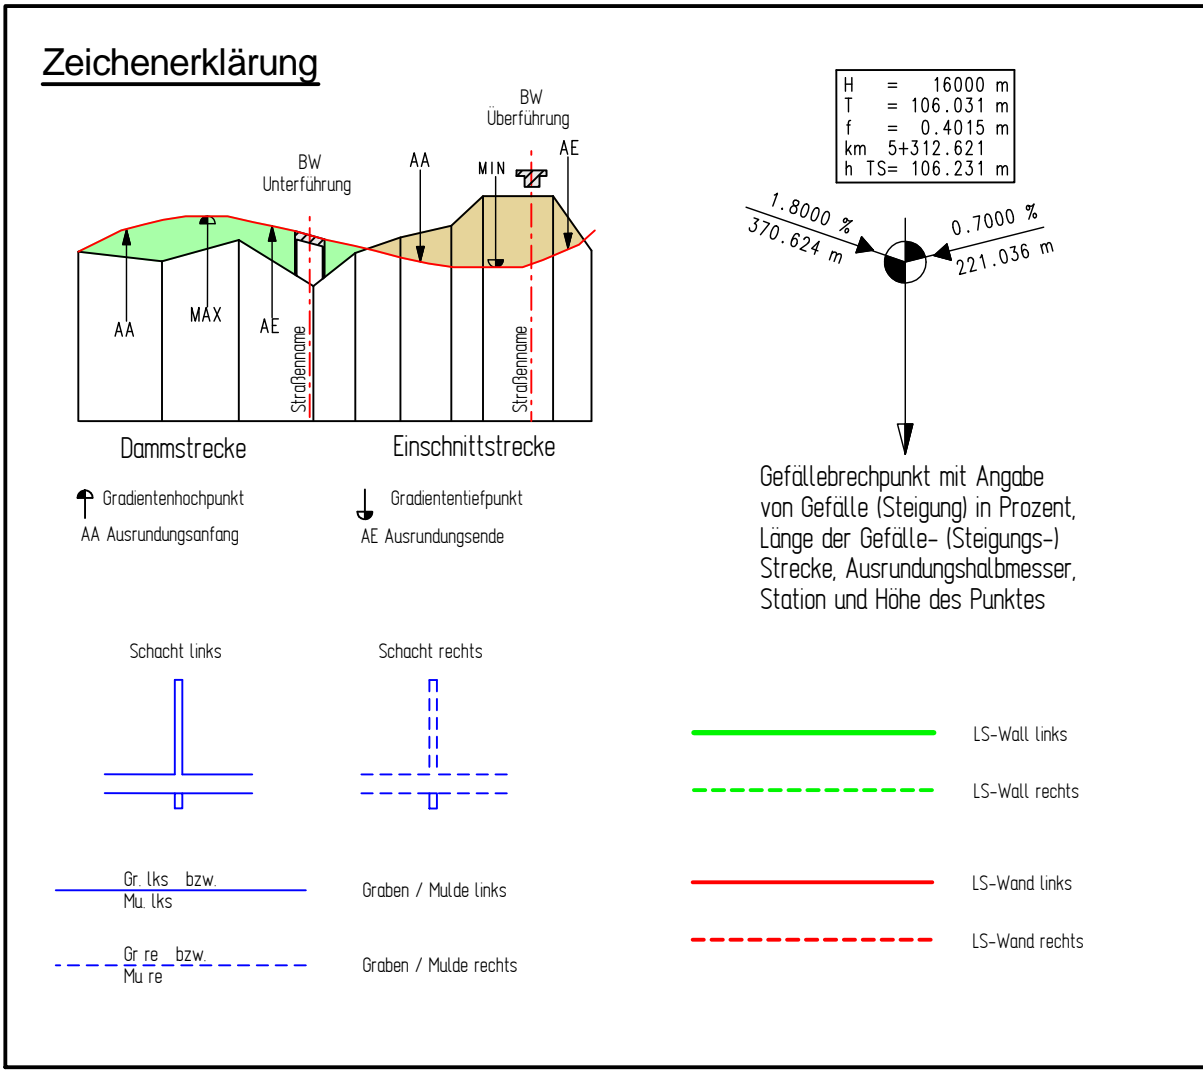 Zeichenerklärung
BW
Unterführung
BW
Überführung
AA
MIN
AE
AA
MAX
AE
Straßenname
Straßenname
Dammstrecke
Einschnittstrecke
Gradientenhochpunkt
Gradiententiefpunkt
AA Ausrundungsanfang
AE Ausrundungsende
H = 16000 m
T = 106.031 m
f = 0.4015 m
km 5+312.621
h TS= 106.231 m
1.8000 %
370.624 m
0.7000 %
221.036 m
Gefällebrechpunkt mit Angabe
von Gefälle (Steigung) in Prozent,
Länge der Gefälle- (Steigungs-)
Strecke, Ausrundungshalbmesser,
Station und Höhe des Punktes
Schacht links
Schacht rechts
Gr. lks bzw.
Mu. lks
Graben / Mulde links
Gr re bzw.
Mu re
Graben / Mulde rechts
LS-Wall links
LS-Wall rechts
LS-Wand links
LS-Wand rechts